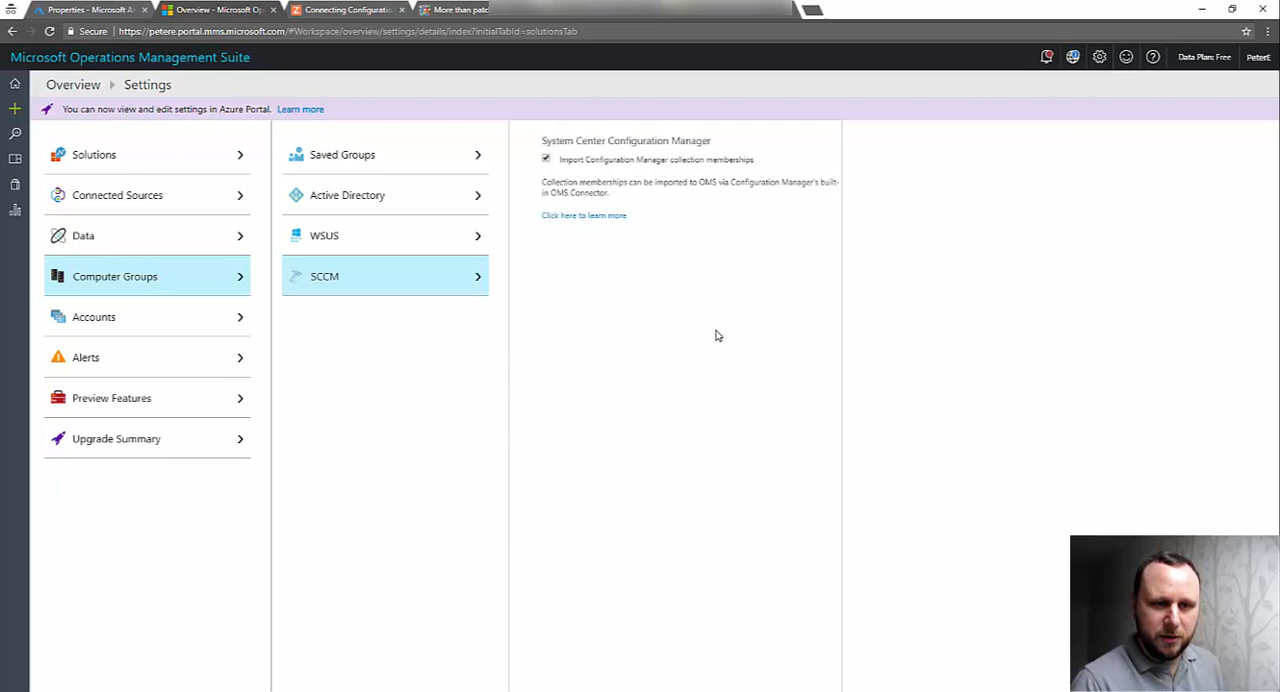 Properties - Microsoft A
Overview - Microsoft Op
Connecting Configuratio
More than patc
Secure
https://petere.portal.mms.microsoft.com/#Workspace/overview/settings/details/index?initialTabId=solutionsTab
Microsoft Operations Management Suite
Data Plan: Free
PeterE
Overview
Settings
You can now view and edit settings in Azure Portal. Learn more
Solutions
Connected Sources
Data
Computer Groups
Accounts
Alerts
Preview Features
Upgrade Summary
Saved Groups
Active Directory
WSUS
SCCM
System Center Configuration Manager
Import Configuration Manager collection memberships
Collection memberships can be imported to OMS via Configuration Manager's built-
in OMS Connector.
Click here to learn more